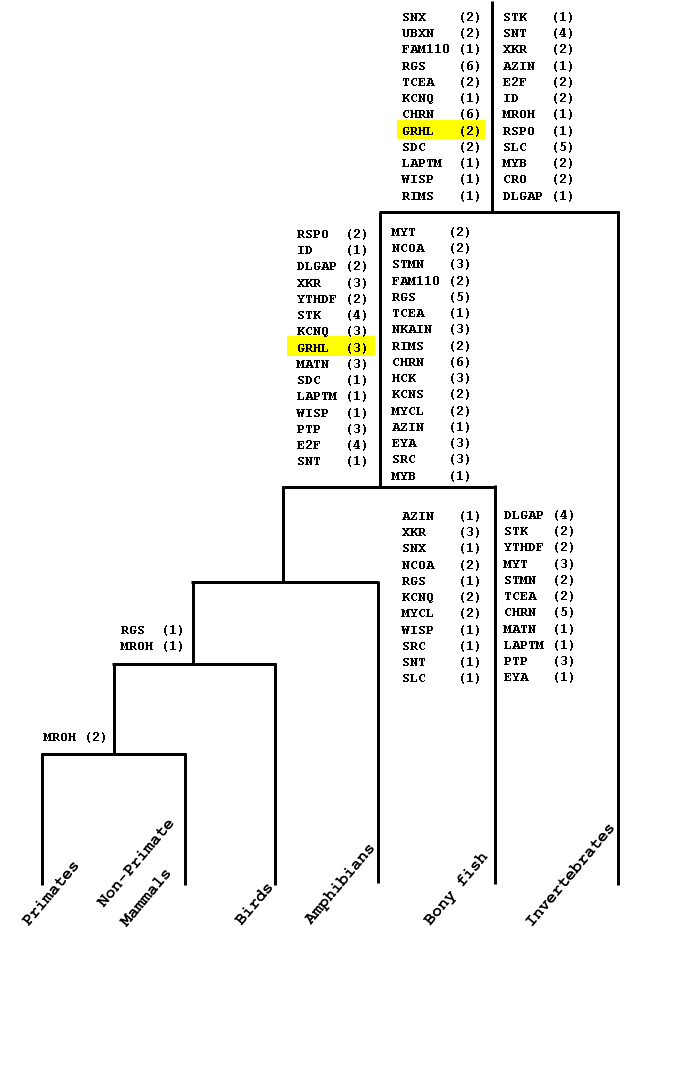 SNX (2) STK (1)
UBXN (2) SNT (4)
FAM110 (1) XKR (2)
RGS (6) AZIN (1)
TCEA (2) E2F (2)
KCNQ (1) ID (2)
CHRN (6) MROH (1)
GRHL (2) RSPO (1)
SDC (2) SLC (5)
LAPTM (1) MYB (2)
WISP (1) CRO (2)
RIMS (1) DLGAP (1)
RSPO (2) MYT (2)
ID (1) NCOA (2)
DLGAP (2) STMN (3)
XKR (3) FAM110 (2)
YTHDF (2) RGS (5)
STK (4) TCEA (1)
KCNQ (3) NKAIN (3)
GRHL (3) RIMS (2)
MATN (3) CHRN (6)
SDC (1) HCK (3)
LAPTM (1) KCNS (2)
WISP (1) MYCL (2)
PTP (3) AZIN (1)
E2F (4) EYA (3)
SNT (1) SRC (3)
MYB (1)
AZIN (1) DLGAP (4)
XKR (3) STK (2)
SNX (1) YTHDF (2)
NCOA (2) MYT (3)
RGS (1) STMN (2)
KCNQ (2) TCEA (2)
MYCL (2) CHRN (5)
WISP (1) MATN (1)
SRC (1) LAPTM (1)
SNT (1) PTP (3)
SLC (1) EYA (1)
RGS (1)
MROH (1)
MROH (2)
Primates
Non-Primate
Mammals
Birds
Amphibians
Bony fish
Invertebrates